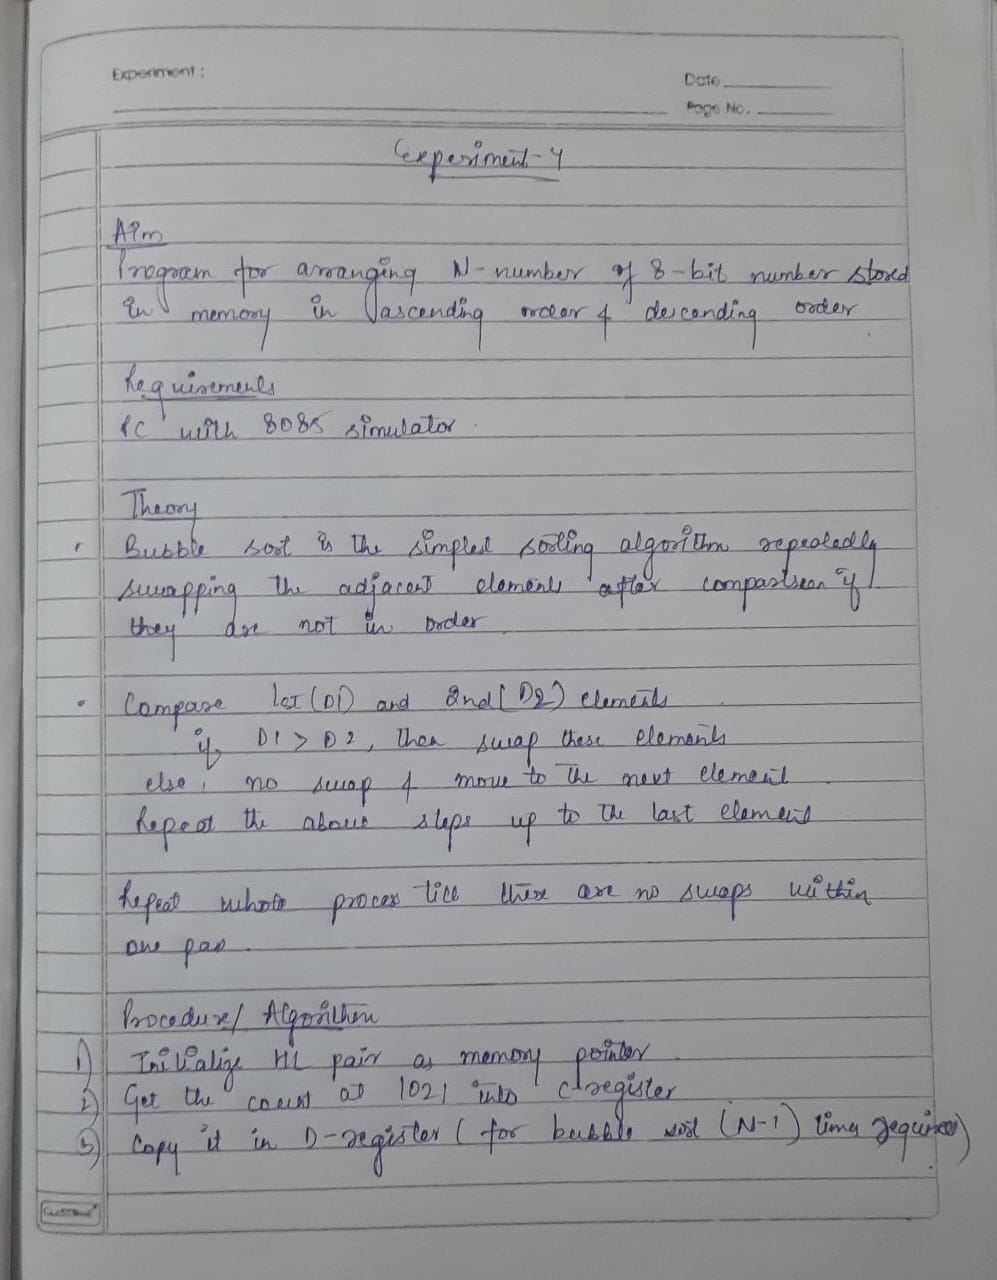 Experiment :
Date
Page No.
Experiment-4
Aim
Program for arranging N-number of 8-bit number stored
in memory in ascending order & descending order
Requirements
PC with 8085 simulator.
Theory
Bubble sort is the simplest sorting algorithm repeatedly
swapping the adjacent elements after comparison if
they are not in order
Compare 1st (D1) and 2nd (D2) elements
if D1 > D2, then swap these elements
else, no swap & move to the next element
Repeat the above steps up to the last element
Repeat whole process till there are no swaps within
one pass.
Procedure/ Algorithm
1) Initialize HL pair as memory pointer
2) Get the count at 1021 into C-register
3) Copy it in D-register ( for bubble sort (N-1) times required)